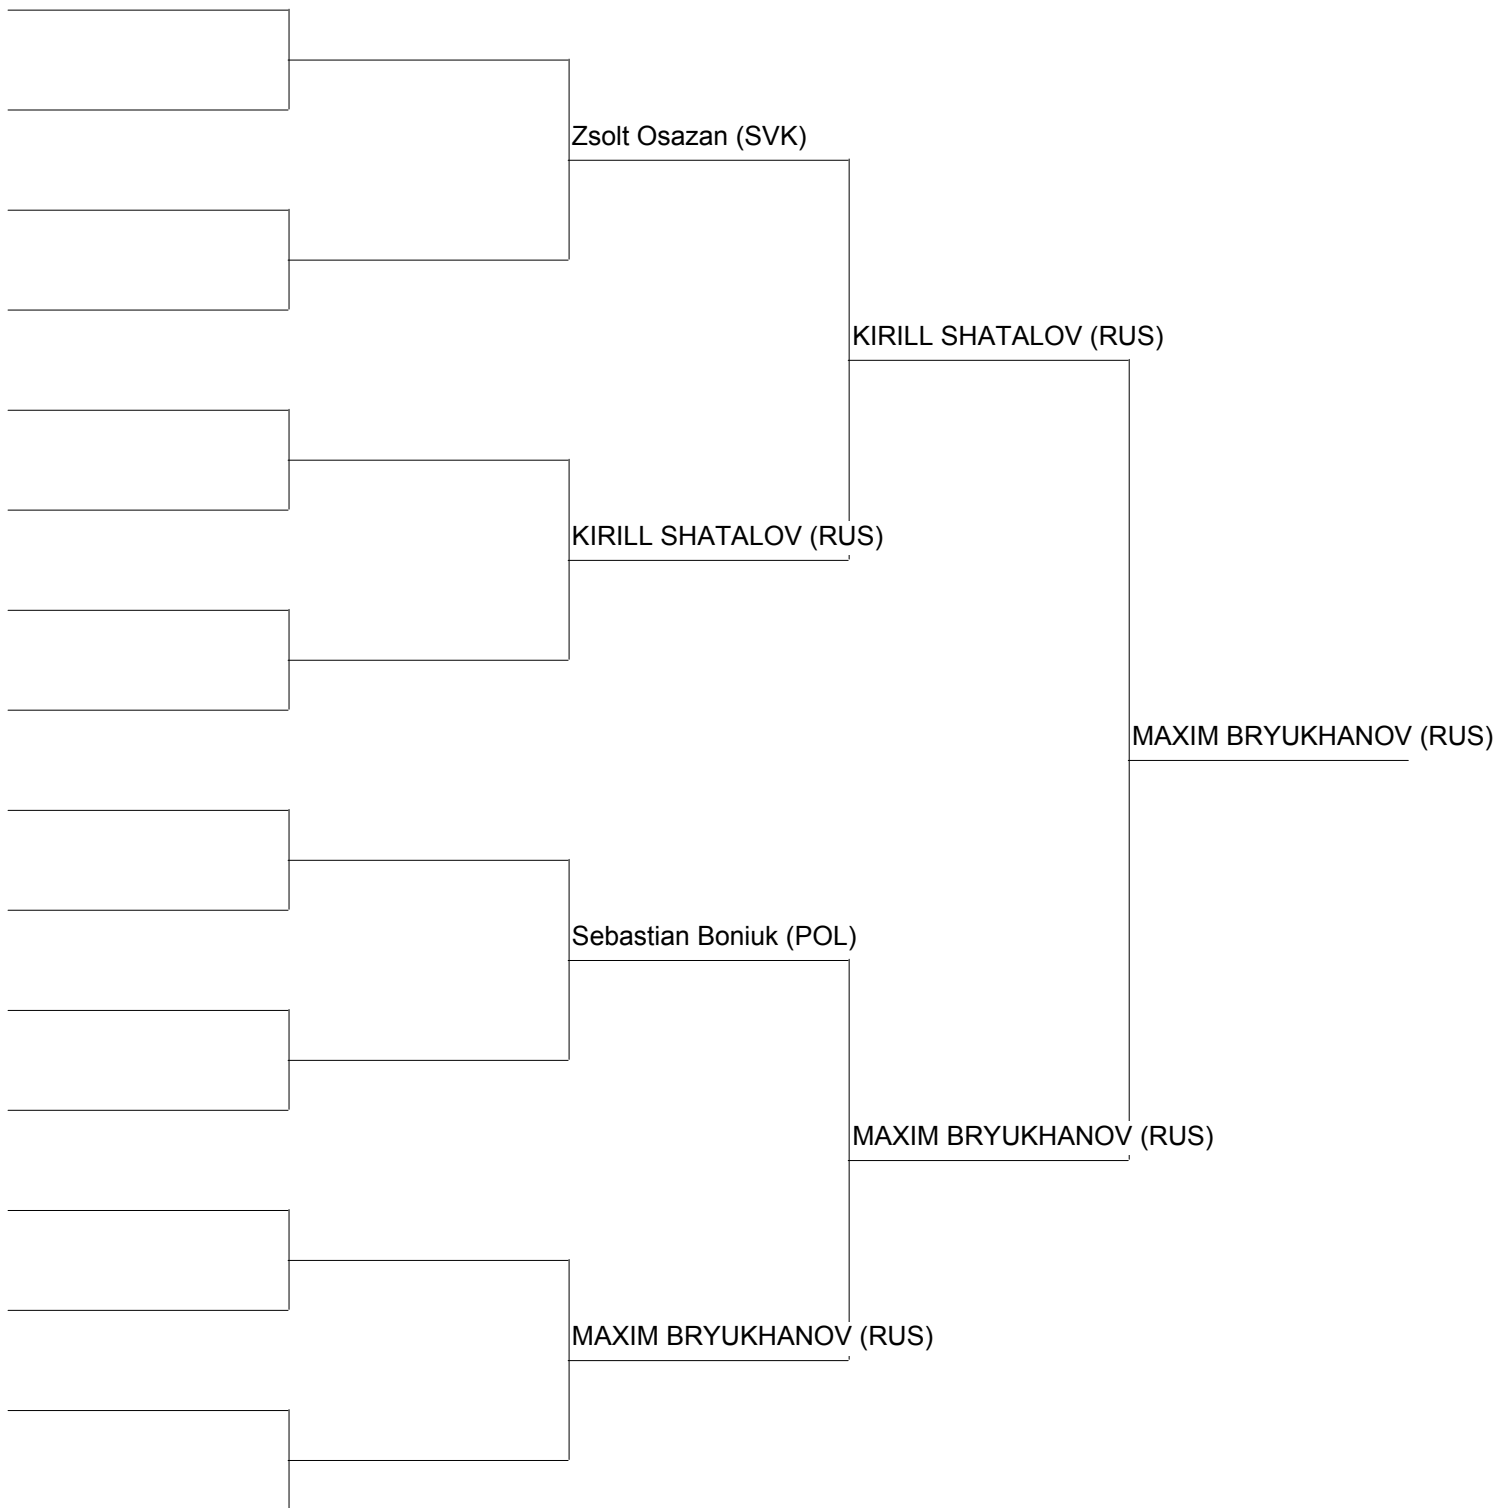 Zsolt Osazan (SVK)
KIRILL SHATALOV (RUS)
KIRILL SHATALOV (RUS)
MAXIM BRYUKHANOV (RUS)
Sebastian Boniuk (POL)
MAXIM BRYUKHANOV (RUS)
MAXIM BRYUKHANOV (RUS)